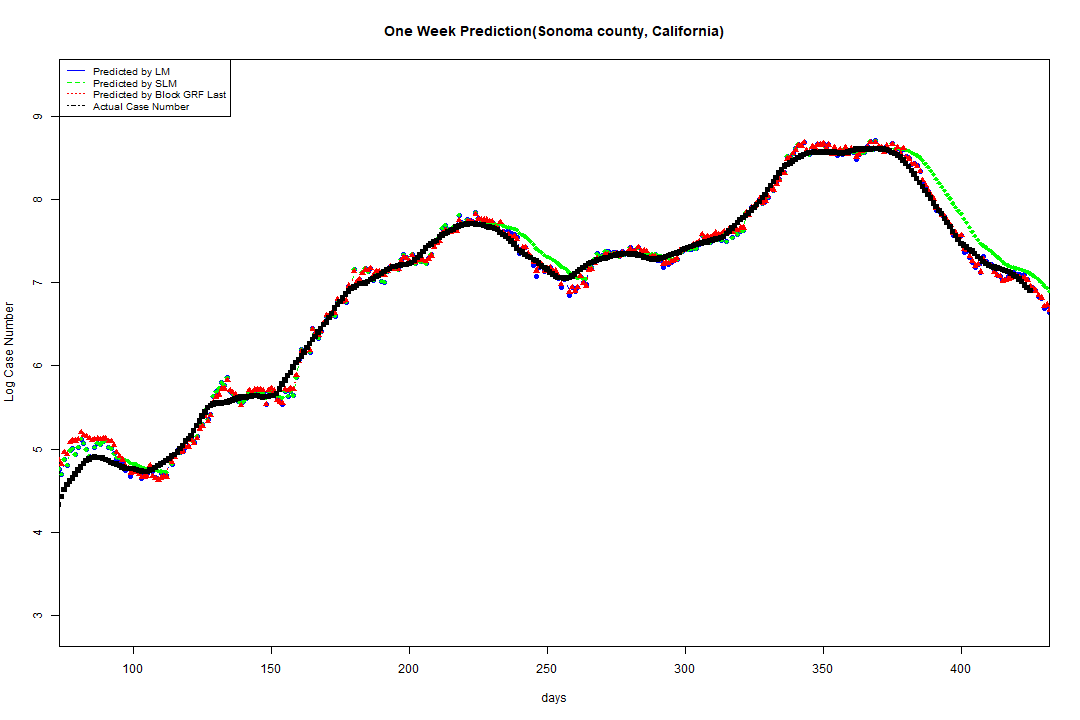 One Week Prediction(Sonoma county, California)
Predicted by LM
Predicted by SLM
Predicted by Block GRF Last
Actual Case Number
9
8
7
6
5
4
3
Log Case Number
100 150 200 250 300 350 400
days